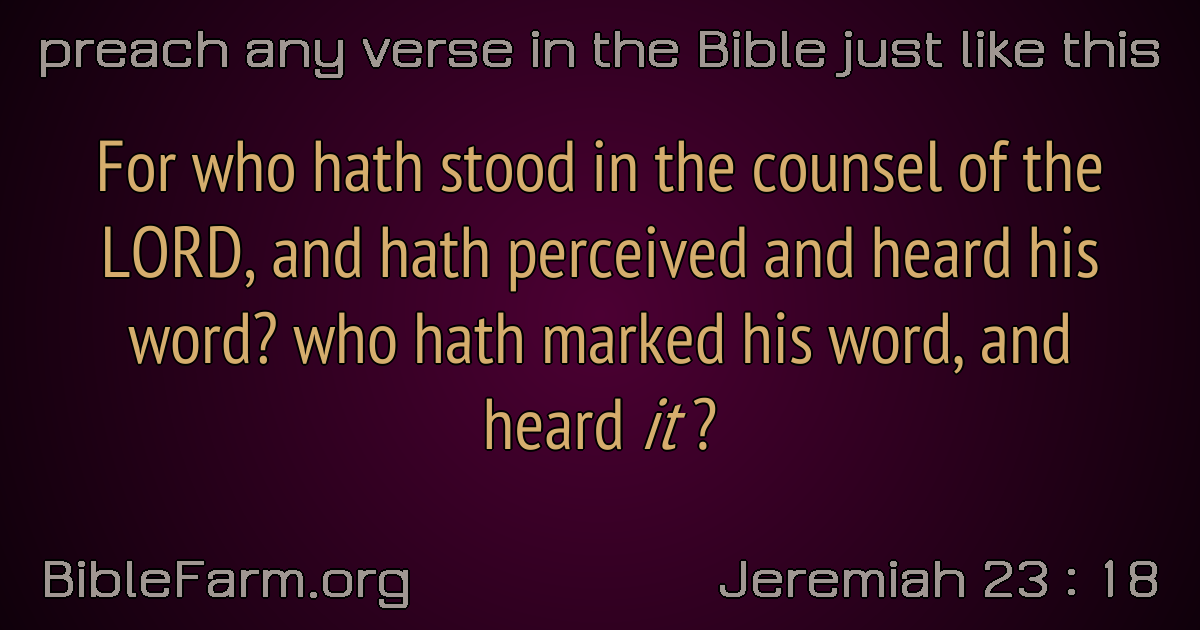 preach any verse in the Bible just like this
For who hath stood in the counsel of the
LORD, and hath perceived and heard his
word? who hath marked his word, and
heard it ?
BibleFarm.org
Jeremiah 23 : 18